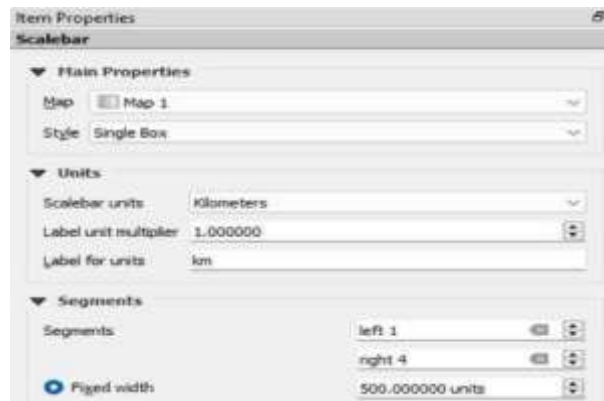 Item Properties
Scalebar
Main Properties
Map Map 1
Style Single Box
Units
Scalebar units Kilometers
Label unit multiplier 1.000000
Label for units km
Segments
Segments left 1
right 4
Fixed width 500.000000 units